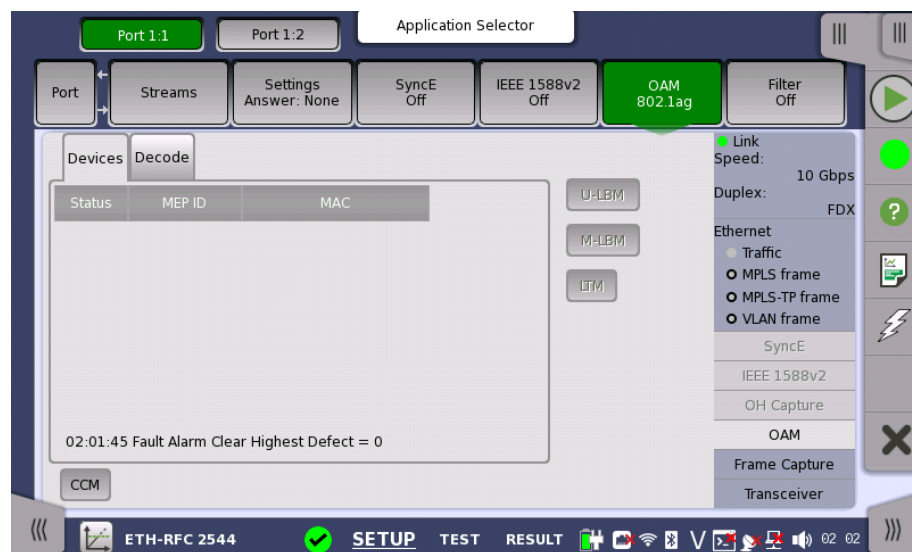 Port 1:1
Port 1:2
Application Selector
Port
Streams
Settings
Answer: None
SyncE
Off
IEEE 1588v2
Off
OAM
802.1ag
Filter
Off
Devices
Decode
Status MEP ID MAC
02:01:45 Fault Alarm Clear Highest Defect = 0
CCM
U-LBM
M-LBM
LTM
Link
Speed:
10 Gbps
Duplex:
FDX
Ethernet
Traffic
MPLS frame
MPLS-TP frame
VLAN frame
SyncE
IEEE 1588v2
OH Capture
OAM
Frame Capture
Transceiver
ETH-RFC 2544 SETUP TEST RESULT V 02 02